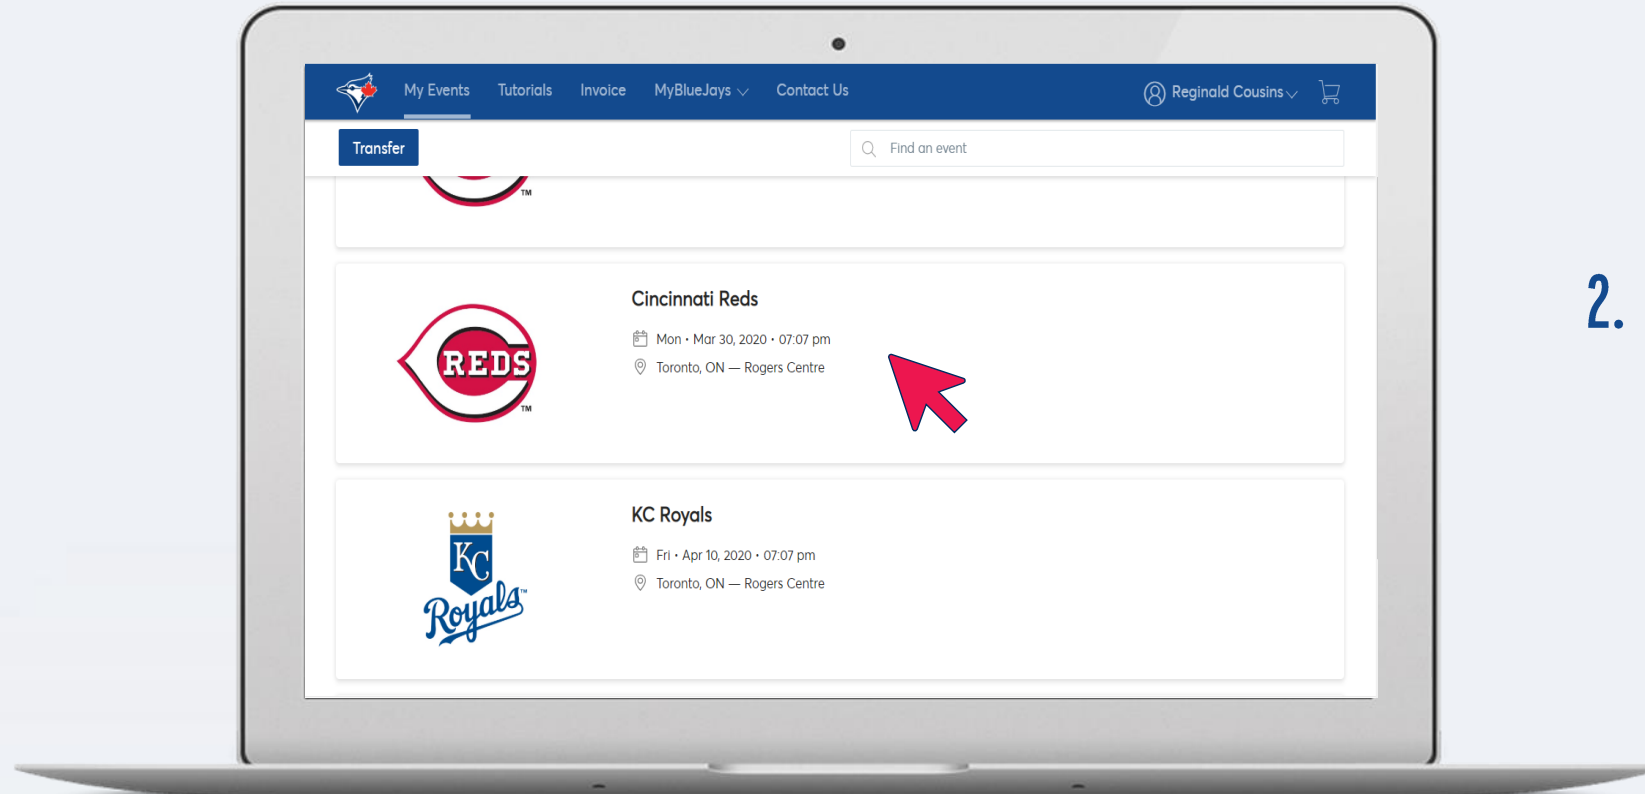 My Events Tutorials Invoice MyBlueJays Contact Us Reginald Cousins
Transfer Find an event
TM
Cincinnati Reds
Mon • Mar 30, 2020 • 07:07 pm
Toronto, ON — Rogers Centre
REDS
TM
2.
KC Royals
Fri • Apr 10, 2020 • 07:07 pm
Toronto, ON — Rogers Centre
KC
Royals
TM